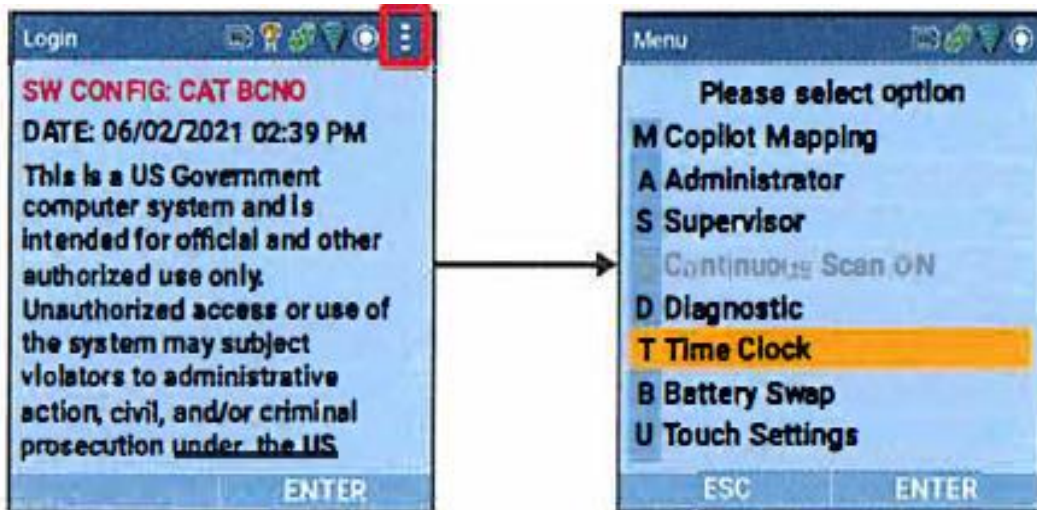 Login
SW CONFIG: CAT BCNO
DATE: 06/02/2021 02:39 PM
This is a US Government
computer system and is
intended for official and other
authorized use only.
Unauthorized access or use of
the system may subject
violators to administrative
action, civil, and/or criminal
prosecution under the US
ENTER
Menu
Please select option
M Copilot Mapping
A Administrator
S Supervisor
Continuous Scan ON
D Diagnostic
T Time Clock
B Battery Swap
U Touch Settings
ESC ENTER